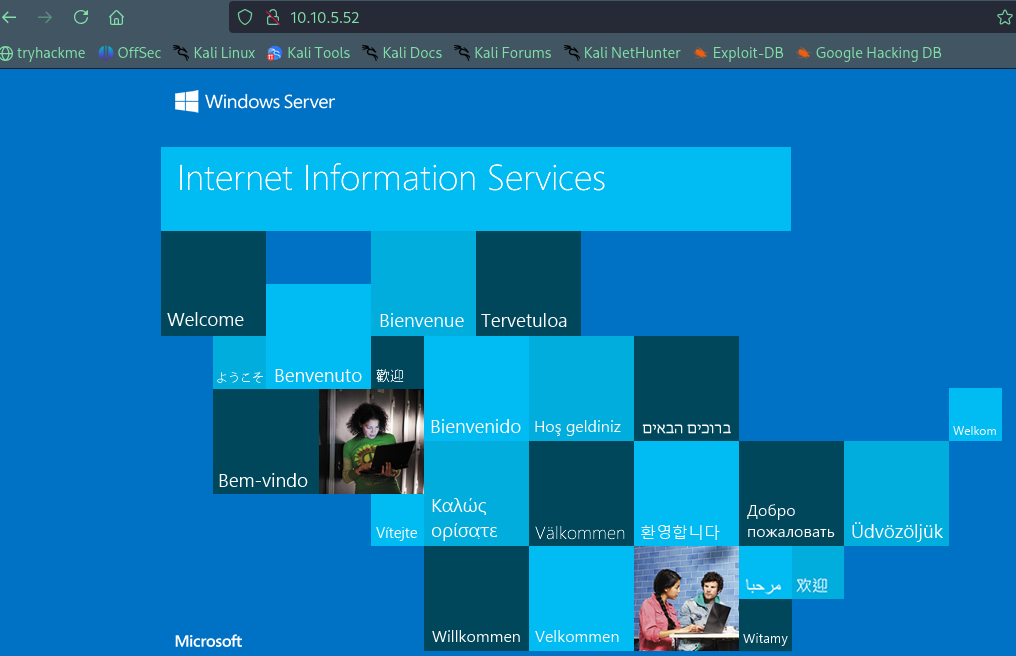 10.10.5.52
tryhackme
OffSec
Kali Linux
Kali Tools
Kali Docs
Kali Forums
Kali NetHunter
Exploit-DB
Google Hacking DB
Windows Server
Internet Information Services
Welcome
Bienvenue
Tervetuloa
ようこそ
Benvenuto
歡迎
Bienvenido
Hoş geldiniz
ברוכים הבאים
Welkom
Bem-vindo
Vítejte
Καλώς
ορίσατε
Välkommen
환영합니다
Добро
пожаловать
Üdvözöljük
مرحبا
欢迎
Willkommen
Velkommen
Witamy
Microsoft